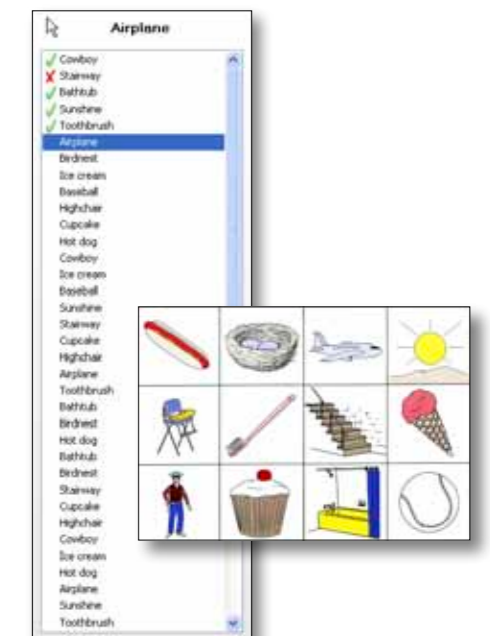 Airplane
Cowboy
Stairway
Bathtub
Sunshine
Toothbrush
Airplane
Birdnest
Ice cream
Baseball
Highchair
Cupcake
Hot dog
Cowboy
Ice cream
Baseball
Sunshine
Stairway
Cupcake
Highchair
Airplane
Toothbrush
Bathtub
Birdnest
Hot dog
Bathtub
Birdnest
Stairway
Cupcake
Highchair
Cowboy
Ice cream
Hot dog
Airplane
Sunshine
Toothbrush